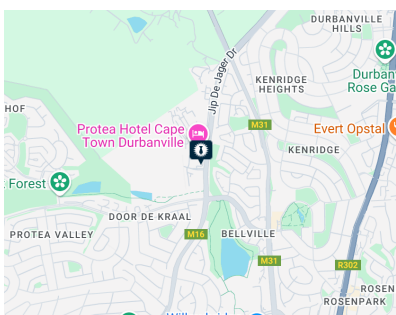 DURBANVILLE
HILLS
Jip De Jager Dr
Durban
Rose Ga
KENRIDGE
HEIGHTS
HOF
Protea Hotel Cape
Town Durbanville
M31
Evert Opstal
KENRIDGE
Forest
DOOR DE KRAAL
PROTEA VALLEY
M16
BELLVILLE
M31
R302
ROSEN
ROSENPARK